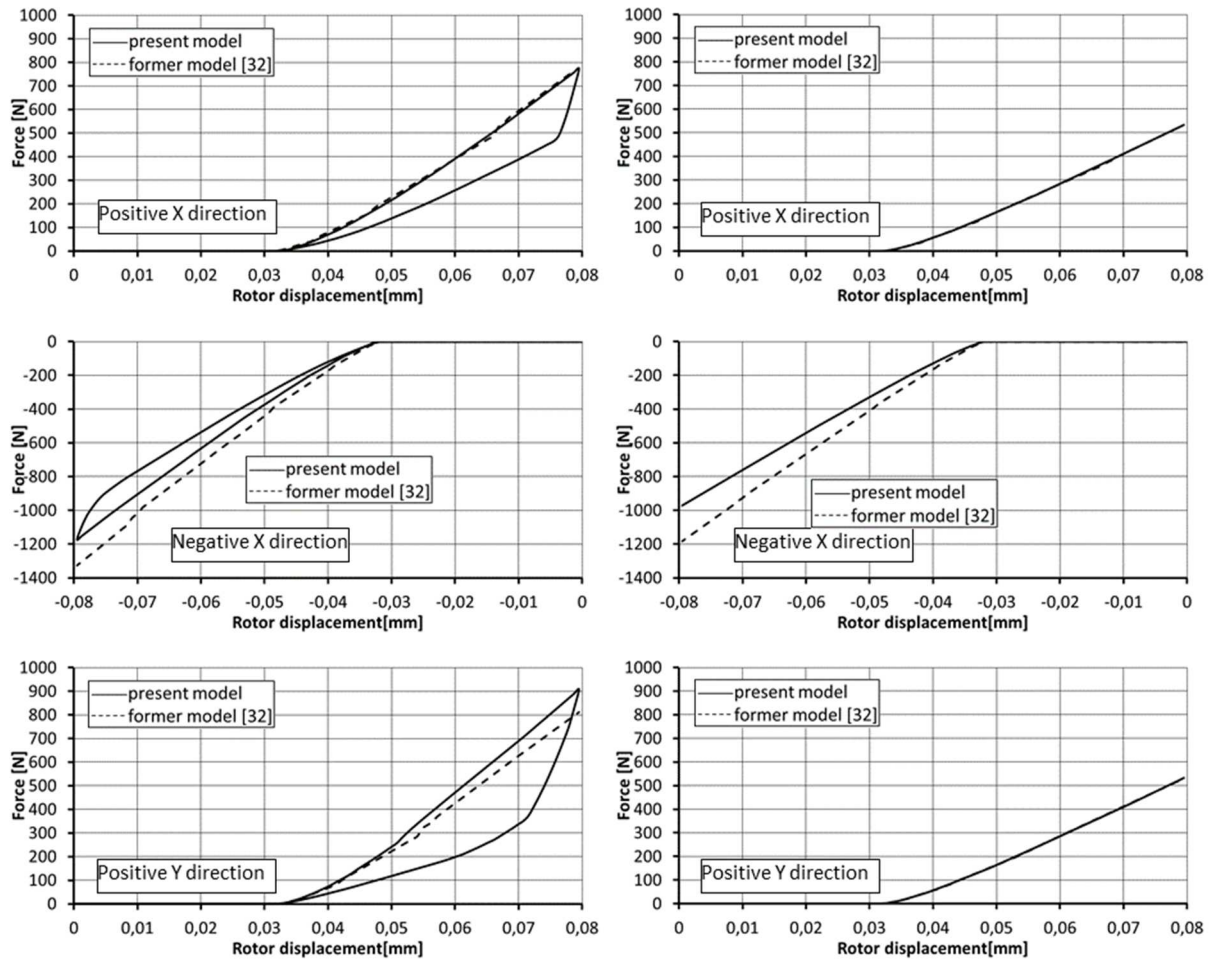 1000
900
800
700
600
500
400
300
200
100
0
Force [N]
present model
former model [32]
Positive X direction
0 0,01 0,02 0,03 0,04 0,05 0,06 0,07 0,08
Rotor displacement[mm]
1000
900
800
700
600
500
400
300
200
100
0
Force [N]
present model
former model [32]
Positive X direction
0 0,01 0,02 0,03 0,04 0,05 0,06 0,07 0,08
Rotor displacement[mm]
0
-200
-400
-600
-800
-1000
-1200
-1400
Force [N]
present model
former model [32]
Negative X direction
-0,08 -0,07 -0,06 -0,05 -0,04 -0,03 -0,02 -0,01 0
Rotor displacement[mm]
0
-200
-400
-600
-800
-1000
-1200
-1400
Force [N]
present model
former model [32]
Negative X direction
-0,08 -0,07 -0,06 -0,05 -0,04 -0,03 -0,02 -0,01 0
Rotor displacement[mm]
1000
900
800
700
600
500
400
300
200
100
0
Force [N]
present model
former model [32]
Positive Y direction
0 0,01 0,02 0,03 0,04 0,05 0,06 0,07 0,08
Rotor displacement[mm]
1000
900
800
700
600
500
400
300
200
100
0
Force [N]
present model
former model [32]
Positive Y direction
0 0,01 0,02 0,03 0,04 0,05 0,06 0,07 0,08
Rotor displacement[mm]